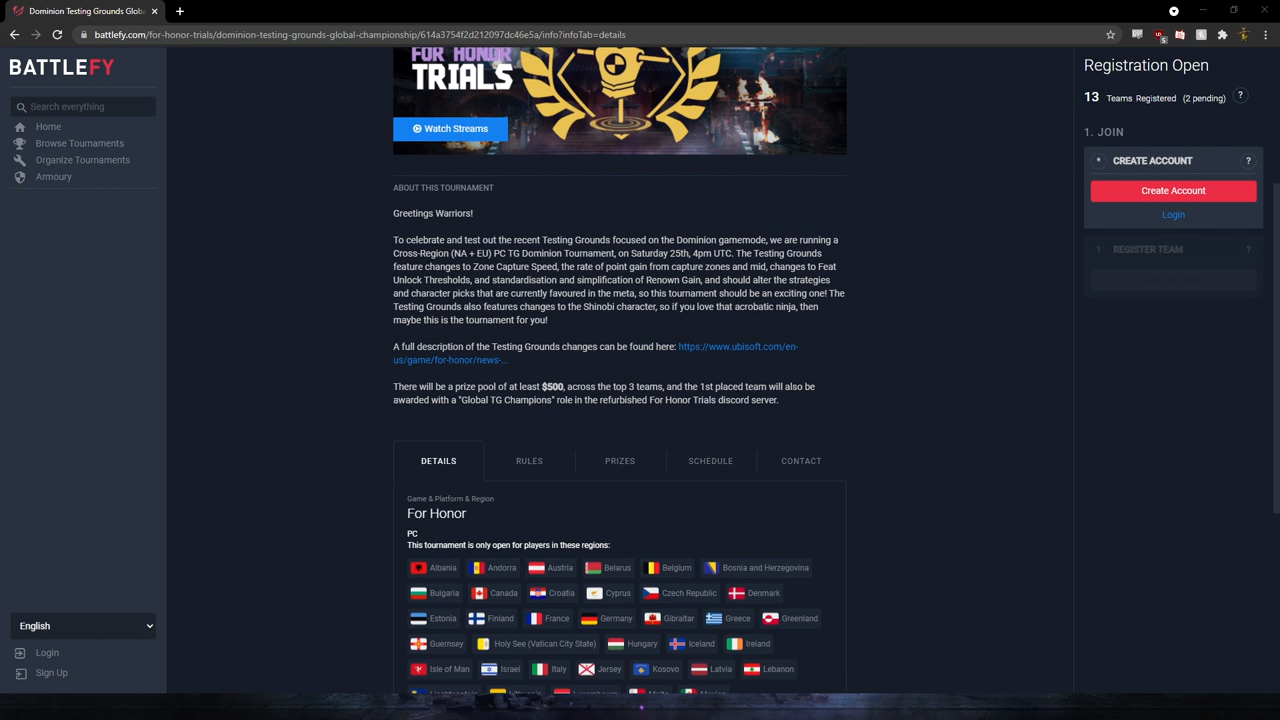 Dominion Testing Grounds Global
battlefy.com/for-honor-trials/dominion-testing-grounds-global-championship/614a3754f2d212097dc46e5a/info?infoTab=details
BATTLEFY
Search everything
Home
Browse Tournaments
Organize Tournaments
Armoury
English
Login
Sign Up
FOR HONOR
TRIALS
Watch Streams
ABOUT THIS TOURNAMENT
Greetings Warriors!
To celebrate and test out the recent Testing Grounds focused on the Dominion gamemode, we are running a
Cross-Region (NA + EU) PC TG Dominion Tournament, on Saturday 25th, 4pm UTC. The Testing Grounds
feature changes to Zone Capture Speed, the rate of point gain from capture zones and mid, changes to Feat
Unlock Thresholds, and standardisation and simplification of Renown Gain, and should alter the strategies
and character picks that are currently favoured in the meta, so this tournament should be an exciting one! The
Testing Grounds also features changes to the Shinobi character, so if you love that acrobatic ninja, then
maybe this is the tournament for you!
A full description of the Testing Grounds changes can be found here: https://www.ubisoft.com/en-
us/game/for-honor/news-...
There will be a prize pool of at least $500, across the top 3 teams, and the 1st placed team will also be
awarded with a "Global TG Champions" role in the refurbished For Honor Trials discord server.
DETAILS RULES PRIZES SCHEDULE CONTACT
Game & Platform & Region
For Honor
PC
This tournament is only open for players in these regions:
Albania Andorra Austria Belarus Belgium Bosnia and Herzegovina
Bulgaria Canada Croatia Cyprus Czech Republic Denmark
Estonia Finland France Germany Gibraltar Greece Greenland
Guernsey Holy See (Vatican City State) Hungary Iceland Ireland
Isle of Man Israel Italy Jersey Kosovo Latvia Lebanon
Liechtenstein Lithuania Luxembourg Malta Mexico
Registration Open
13 Teams Registered (2 pending) ?
1. JOIN
* CREATE ACCOUNT ?
Create Account
Login
1 REGISTER TEAM ?